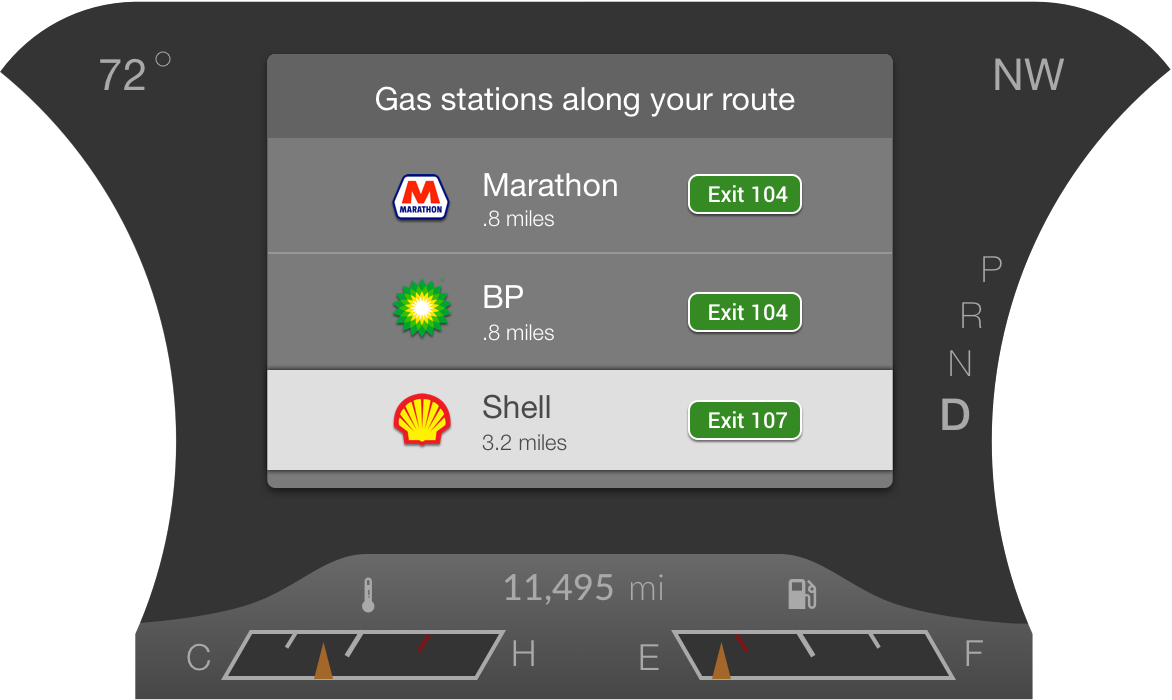 72°
NW
Gas stations along your route
M
MARATHON
Marathon
.8 miles
Exit 104
BP
.8 miles
Exit 104
Shell
3.2 miles
Exit 107
P
R
N
D
11,495 mi
C
H
E
F